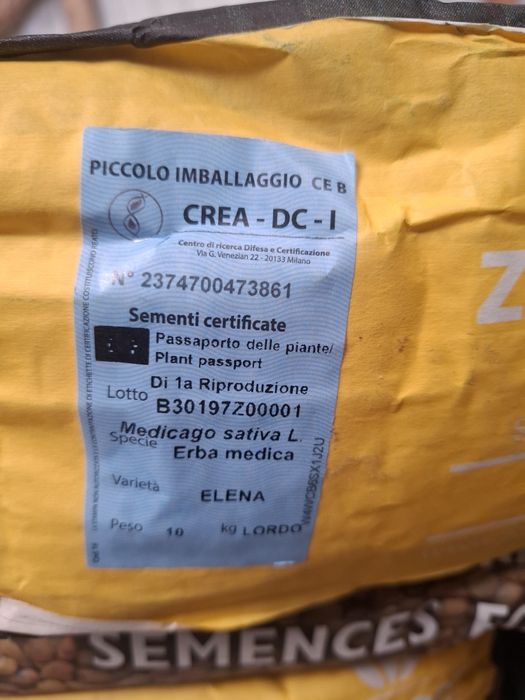 PICCOLO IMBALLAGGIO CE B
CREA - DC - I
Centro di ricerca Difesa e Certificazione
Via G. Venezian 22 - 20133 Milano
N° 2374700473861
Sementi certificate
Passaporto delle piante/
Plant passport
Di 1a Riproduzione
Lotto B30197Z00001
Medicago sativa L.
Specie Erba medica
Varietà ELENA
Peso 10 kg LORDO
Z
SEMENCES